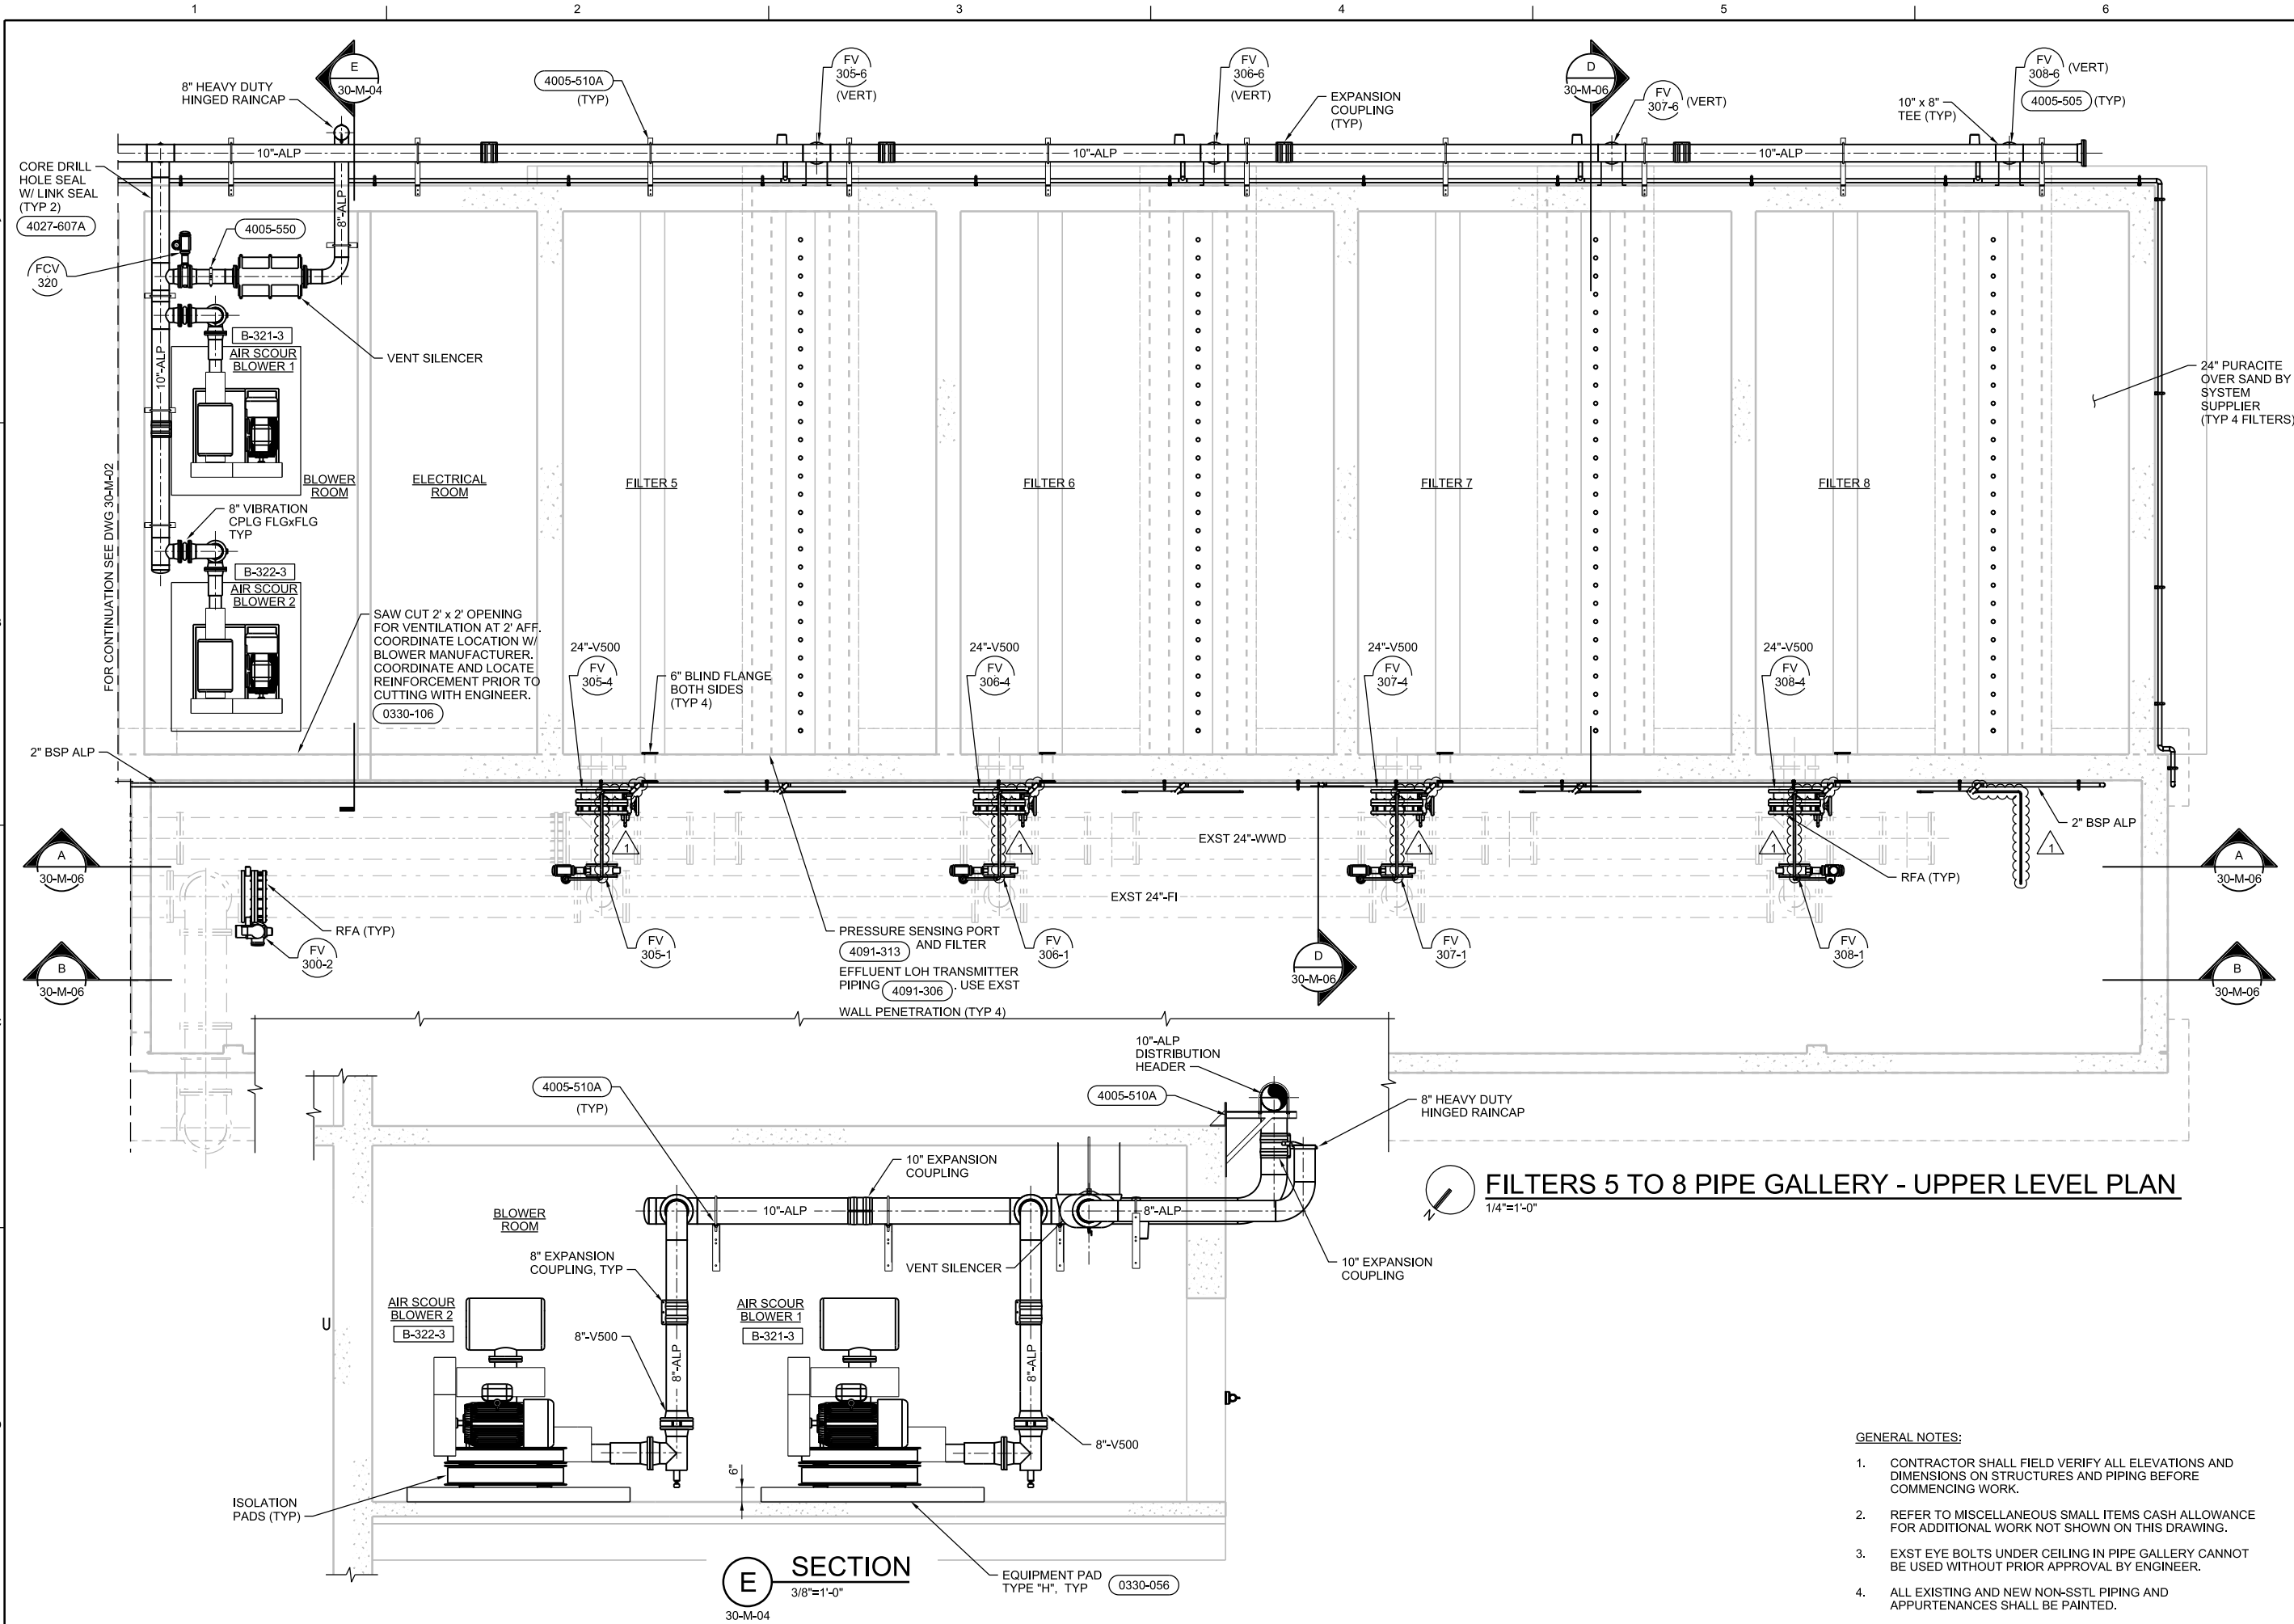 1
2
3
4
5
6
E
30-M-04
8" HEAVY DUTY
HINGED RAINCAP
4005-510A
(TYP)
FV
305-6
(VERT)
FV
306-6
(VERT)
EXPANSION
COUPLING
(TYP)
D
30-M-06
FV
307-6
(VERT)
10" x 8"
TEE (TYP)
FV
308-6
(VERT)
4005-505
(TYP)
10"-ALP
10"-ALP
10"-ALP
CORE DRILL
HOLE SEAL
W/ LINK SEAL
(TYP 2)
4027-607A
8"-ALP
4005-550
FCV
320
B-321-3
AIR SCOUR
BLOWER 1
VENT SILENCER
10"-ALP
24" PURACITE
OVER SAND BY
SYSTEM
SUPPLIER
(TYP 4 FILTERS)
FOR CONTINUATION SEE DWG 30-M-02
BLOWER
ROOM
ELECTRICAL
ROOM
FILTER 5
FILTER 6
FILTER 7
FILTER 8
8" VIBRATION
CPLG FLGxFLG
TYP
B-322-3
AIR SCOUR
BLOWER 2
SAW CUT 2' x 2' OPENING
FOR VENTILATION AT 2' AFF.
COORDINATE LOCATION W/
BLOWER MANUFACTURER.
COORDINATE AND LOCATE
REINFORCEMENT PRIOR TO
CUTTING WITH ENGINEER.
0330-106
24"-V500
FV
305-4
6" BLIND FLANGE
BOTH SIDES
(TYP 4)
24"-V500
FV
306-4
24"-V500
FV
307-4
24"-V500
FV
308-4
2" BSP ALP
1
1
1
1
1
2" BSP ALP
EXST 24"-WWD
A
30-M-06
A
30-M-06
RFA (TYP)
EXST 24"-FI
RFA (TYP)
FV
300-2
FV
305-1
PRESSURE SENSING PORT
4091-313 AND FILTER
EFFLUENT LOH TRANSMITTER
PIPING 4091-306 . USE EXST
WALL PENETRATION (TYP 4)
FV
306-1
D
30-M-06
FV
307-1
FV
308-1
B
30-M-06
B
30-M-06
10"-ALP
DISTRIBUTION
HEADER
4005-510A
(TYP)
4005-510A
8" HEAVY DUTY
HINGED RAINCAP
10" EXPANSION
COUPLING
FILTERS 5 TO 8 PIPE GALLERY - UPPER LEVEL PLAN
1/4"=1'-0"
N
BLOWER
ROOM
10"-ALP
8"-ALP
8" EXPANSION
COUPLING, TYP
VENT SILENCER
10" EXPANSION
COUPLING
AIR SCOUR
BLOWER 2
B-322-3
AIR SCOUR
BLOWER 1
B-321-3
U
8"-V500
8"-ALP
8"-ALP
8"-V500
6"
ISOLATION
PADS (TYP)
E
SECTION
3/8"=1'-0"
30-M-04
EQUIPMENT PAD
TYPE "H", TYP
0330-056
GENERAL NOTES:
1. CONTRACTOR SHALL FIELD VERIFY ALL ELEVATIONS AND
DIMENSIONS ON STRUCTURES AND PIPING BEFORE
COMMENCING WORK.
2. REFER TO MISCELLANEOUS SMALL ITEMS CASH ALLOWANCE
FOR ADDITIONAL WORK NOT SHOWN ON THIS DRAWING.
3. EXST EYE BOLTS UNDER CEILING IN PIPE GALLERY CANNOT
BE USED WITHOUT PRIOR APPROVAL BY ENGINEER.
4. ALL EXISTING AND NEW NON-SSTL PIPING AND
APPURTENANCES SHALL BE PAINTED.